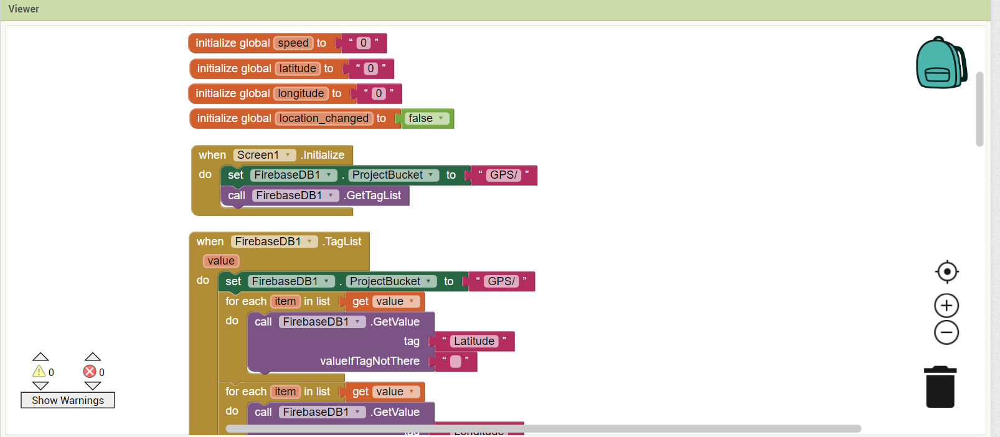 Viewer
initialize global speed to “ 0 ”
initialize global latitude to “ 0 ”
initialize global longitude to “ 0 ”
initialize global location_changed to false
when Screen1 .Initialize
do set FirebaseDB1 . ProjectBucket to “ GPS/ ”
call FirebaseDB1 .GetTagList
when FirebaseDB1 .TagList
value
do set FirebaseDB1 . ProjectBucket to “ GPS/ ”
for each item in list get value
do call FirebaseDB1 .GetValue
tag “ Latitude ”
valueIfTagNotThere “ ”
for each item in list get value
do call FirebaseDB1 .GetValue
tag Longitude
0 0
Show Warnings